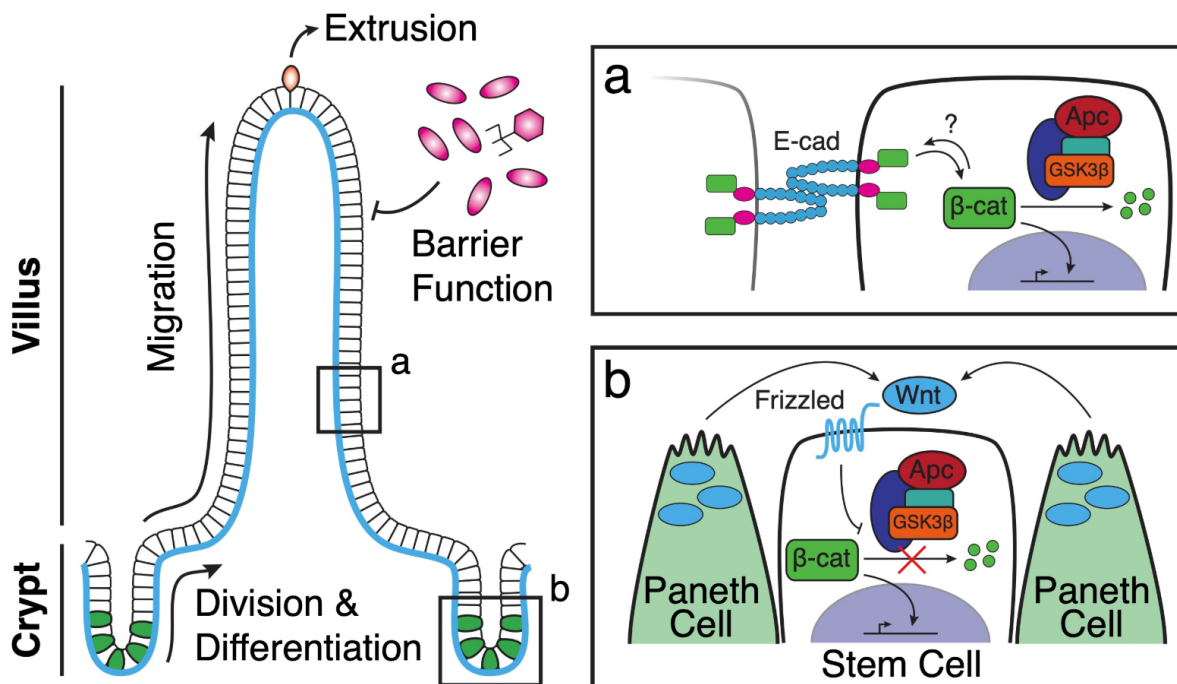 Extrusion
Villus
Migration
Barrier
Function
a
Crypt
Division &
Differentiation
b
a
E-cad
?
Apc
GSK3β
β-cat
b
Frizzled
Wnt
Apc
GSK3β
β-cat
Paneth
Cell
Paneth
Cell
Stem Cell